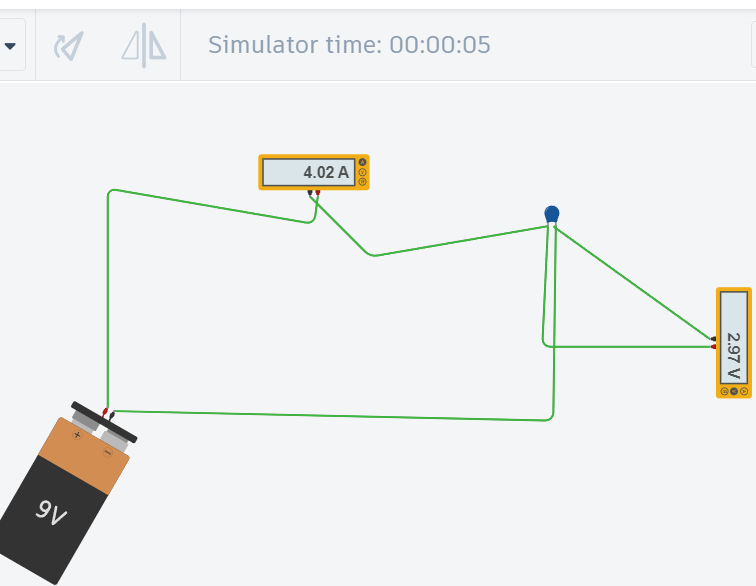 Simulator time: 00:00:05
4.02 A
2.97 V
+
−
9V